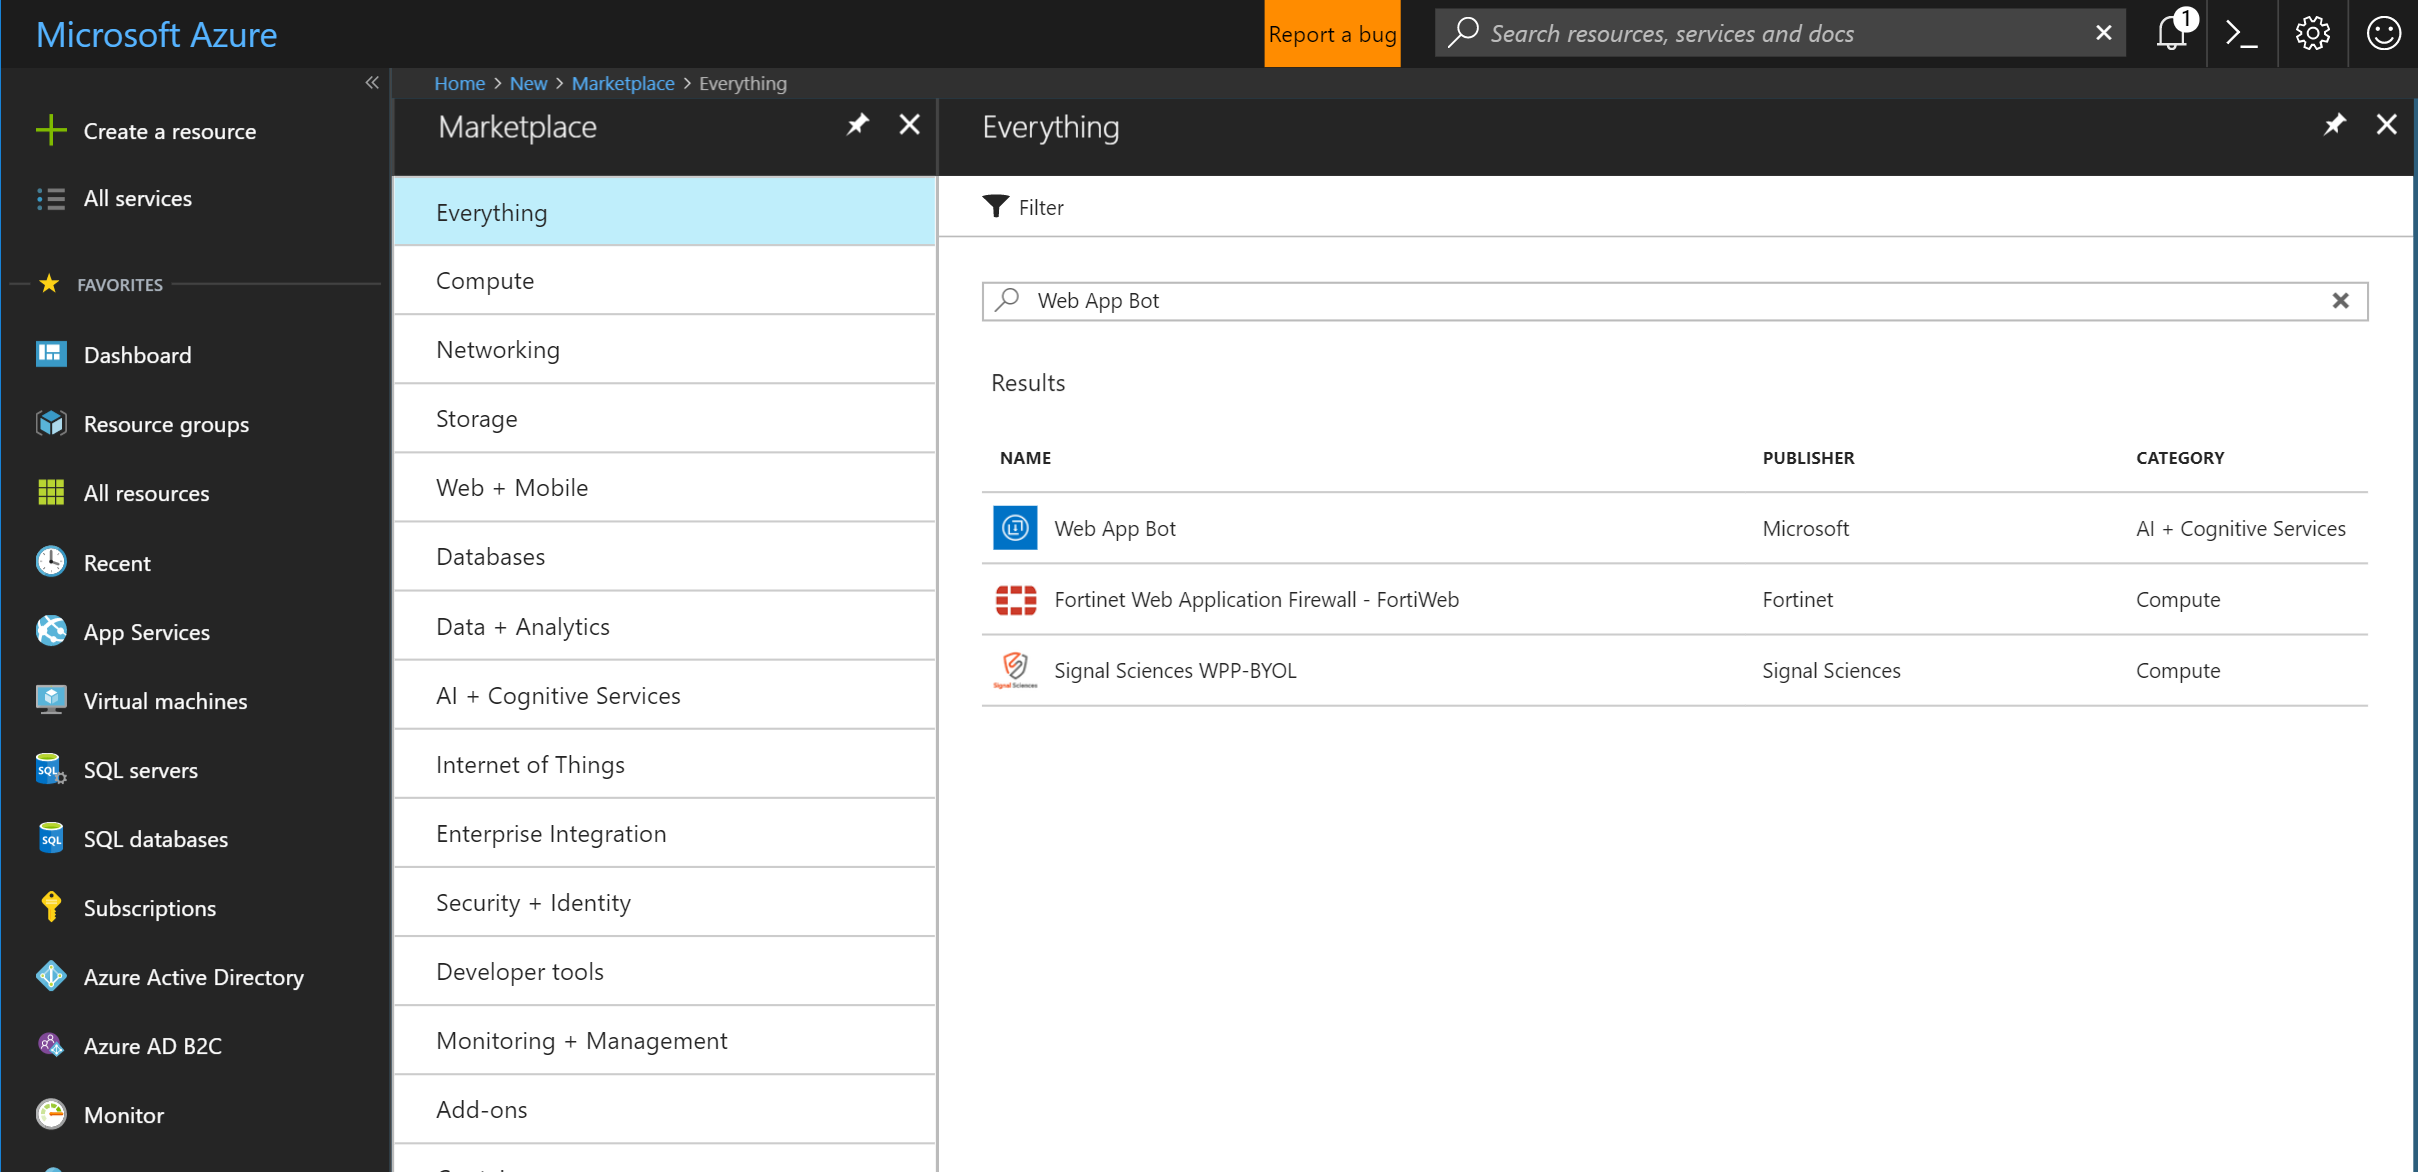 Microsoft Azure
Report a bug
Search resources, services and docs
1
Home > New > Marketplace > Everything
Create a resource
All services
FAVORITES
Dashboard
Resource groups
All resources
Recent
App Services
Virtual machines
SQL servers
SQL databases
Subscriptions
Azure Active Directory
Azure AD B2C
Monitor
Marketplace
Everything
Compute
Networking
Storage
Web + Mobile
Databases
Data + Analytics
AI + Cognitive Services
Internet of Things
Enterprise Integration
Security + Identity
Developer tools
Monitoring + Management
Add-ons
Everything
Filter
Web App Bot
Results
NAME PUBLISHER CATEGORY
Web App Bot Microsoft AI + Cognitive Services
Fortinet Web Application Firewall - FortiWeb Fortinet Compute
Signal Sciences Signal Sciences WPP-BYOL Signal Sciences Compute